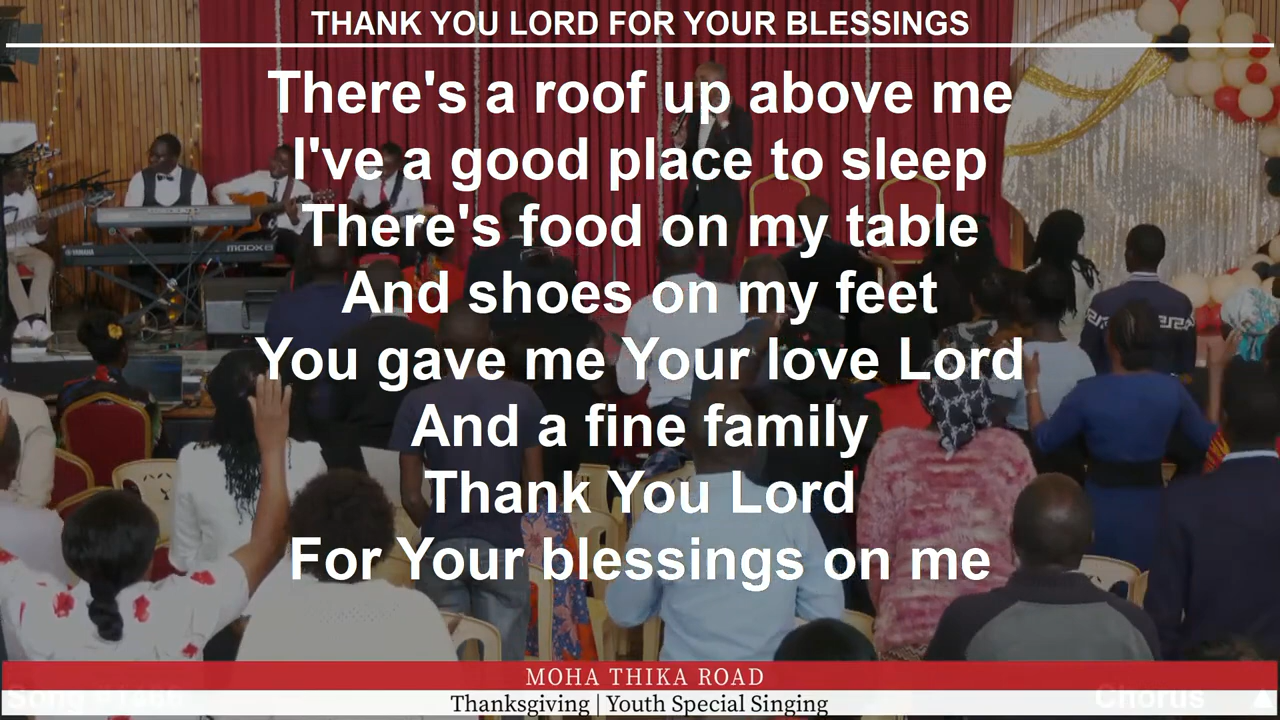 THANK YOU LORD FOR YOUR BLESSINGS
There's a roof up above me
I've a good place to sleep
There's food on my table
And shoes on my feet
You gave me Your love Lord
And a fine family
Thank You Lord
For Your blessings on me
YAMAHA
MODX8
MOHA THIKA ROAD
Thanksgiving | Youth Special Singing
Chorus